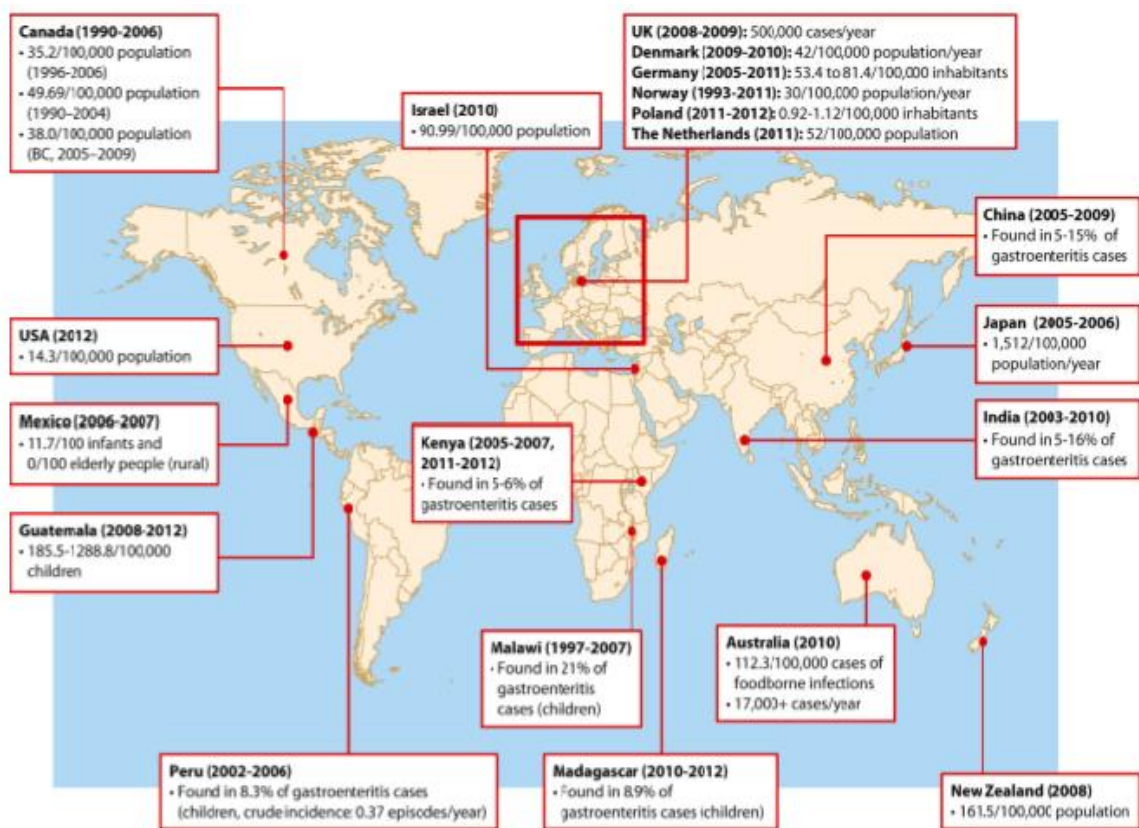 Canada (1990-2006)
• 35.2/100,000 population
(1996-2006)
• 49.69/100,000 population
(1990–2004)
• 38.0/100,000 population
(BC, 2005–2009)
Israel (2010)
• 90.99/100,000 population
UK (2008-2009): 500,000 cases/year
Denmark (2009-2010): 42/100,000 population/year
Germany (2005-2011): 53.4 to 81.4/100,000 inhabitants
Norway (1993-2011): 30/100,000 population/year
Poland (2011-2012): 0.92-1.12/100,000 inhabitants
The Netherlands (2011): 52/100,000 population
China (2005-2009)
• Found in 5-15% of
gastroenteritis cases
USA (2012)
• 14.3/100,000 population
Japan (2005-2006)
• 1,512/100,000
population/year
Mexico (2006-2007)
• 11.7/100 infants and
0/100 elderly people (rural)
Kenya (2005-2007,
2011-2012)
• Found in 5-6% of
gastroenteritis cases
India (2003-2010)
• Found in 5-16% of
gastroenteritis cases
Guatemala (2008-2012)
• 185.5-1288.8/100,000
children
Malawi (1997-2007)
• Found in 21% of
gastroenteritis
cases (children)
Australia (2010)
• 112.3/100,000 cases of
foodborne infections
• 17,000+ cases/year
Peru (2002-2006)
• Found in 8.3% of gastroenteritis cases
(children, crude incidence: 0.37 episodes/year)
Madagascar (2010-2012)
• Found in 8.9% of
gastroenteritis cases (children)
New Zealand (2008)
• 161.5/100,000 population